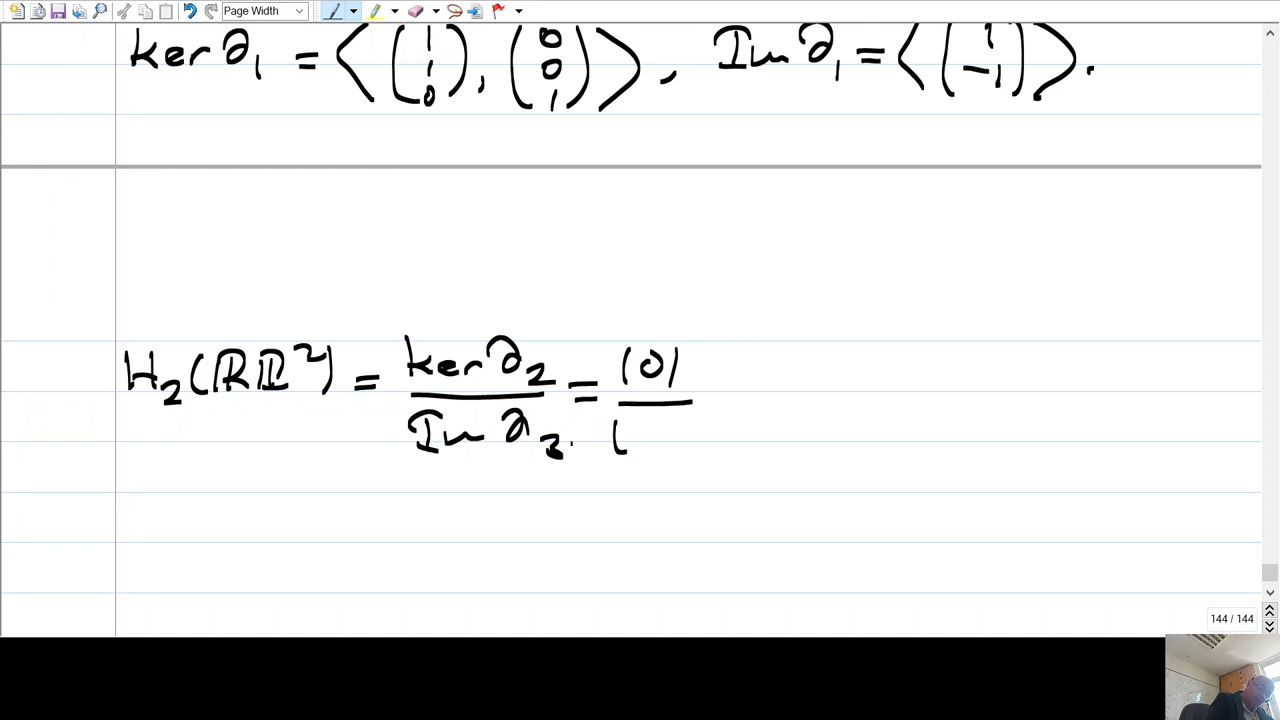 Page Width
ker ∂₁ = ⟨ (1 1 0), (0 0 1) ⟩, Im ∂₁ = ⟨ (1 -1) ⟩.
H₂(ℝℙ²) = ker ∂₂ / Im ∂₃. = (0) / (
144 / 144